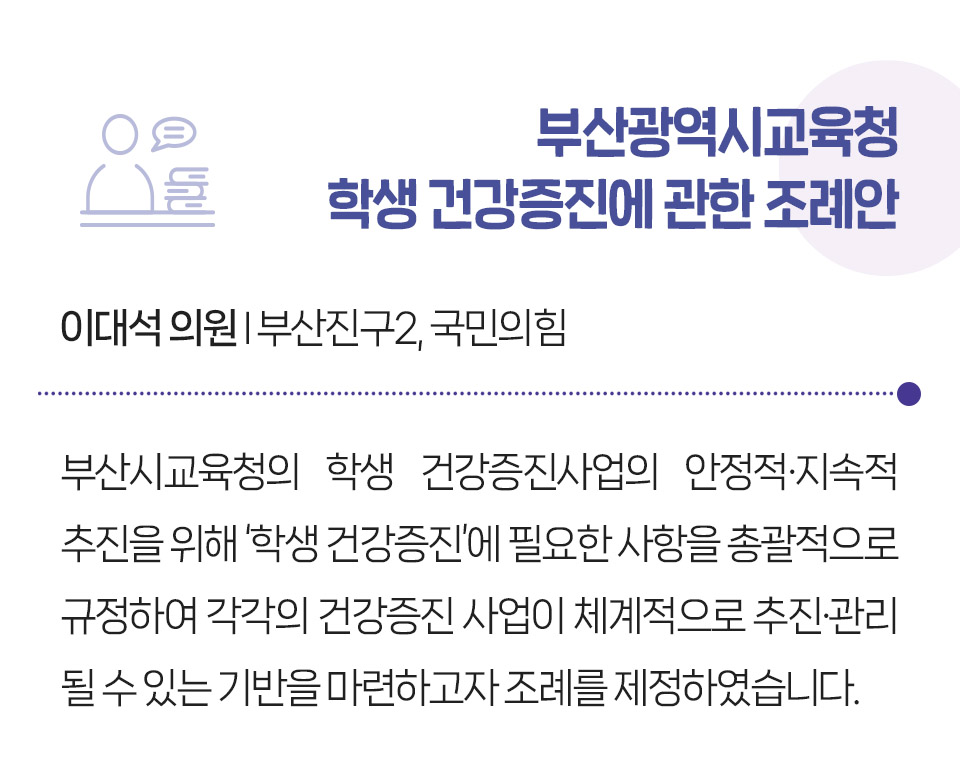 부산광역시교육청
학생 건강증진에 관한 조례안
이대석 의원 | 부산진구2, 국민의힘
부산시교육청의 학생 건강증진사업의 안정적·지속적
추진을 위해 ‘학생 건강증진’에 필요한 사항을 총괄적으로
규정하여 각각의 건강증진 사업이 체계적으로 추진·관리
될 수 있는 기반을 마련하고자 조례를 제정하였습니다.